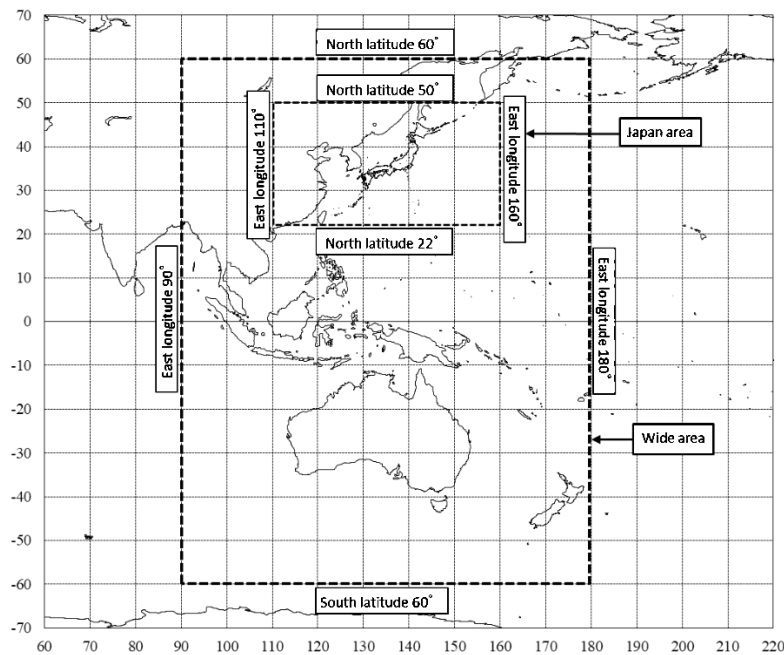 70
60
50
40
30
20
10
0
-10
-20
-30
-40
-50
-60
-70
North latitude 60°
North latitude 50°
East longitude 110°
East longitude 160°
Japan area
North latitude 22°
East longitude 90°
East longitude 180°
Wide area
South latitude 60°
60 70 80 90 100 110 120 130 140 150 160 170 180 190 200 210 220